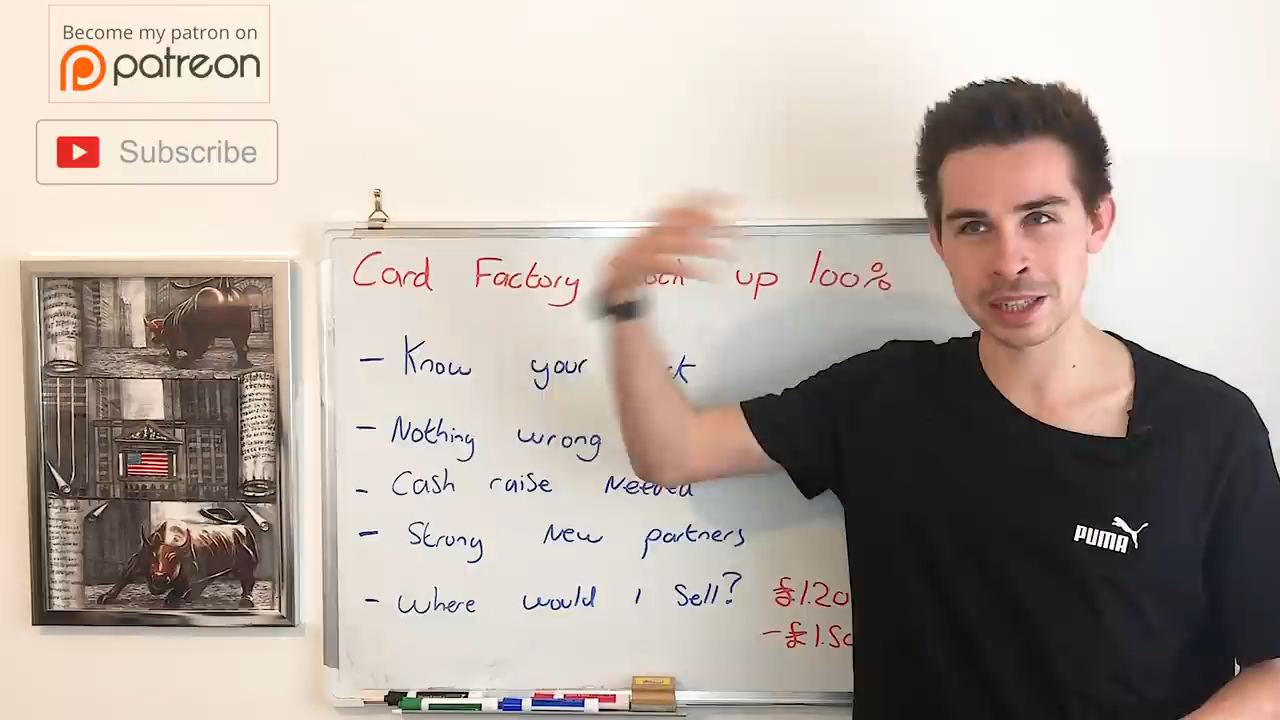 Become my patron on
patreon
Subscribe
Card Factory up 100%
- Know your
- Nothing wrong
- Cash raise Needed
- Strong New partners
- Where would I Sell? £1.20
- £1.50
PUMA